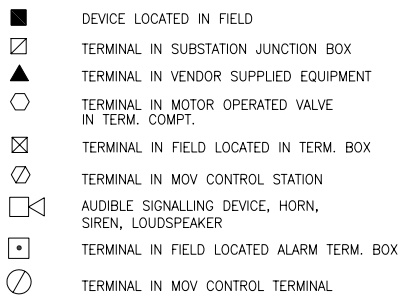 DEVICE LOCATED IN FIELD
TERMINAL IN SUBSTATION JUNCTION BOX
TERMINAL IN VENDOR SUPPLIED EQUIPMENT
TERMINAL IN MOTOR OPERATED VALVE
IN TERM. COMPT.
TERMINAL IN FIELD LOCATED IN TERM. BOX
TERMINAL IN MOV CONTROL STATION
AUDIBLE SIGNALLING DEVICE, HORN,
SIREN, LOUDSPEAKER
TERMINAL IN FIELD LOCATED ALARM TERM. BOX
TERMINAL IN MOV CONTROL TERMINAL